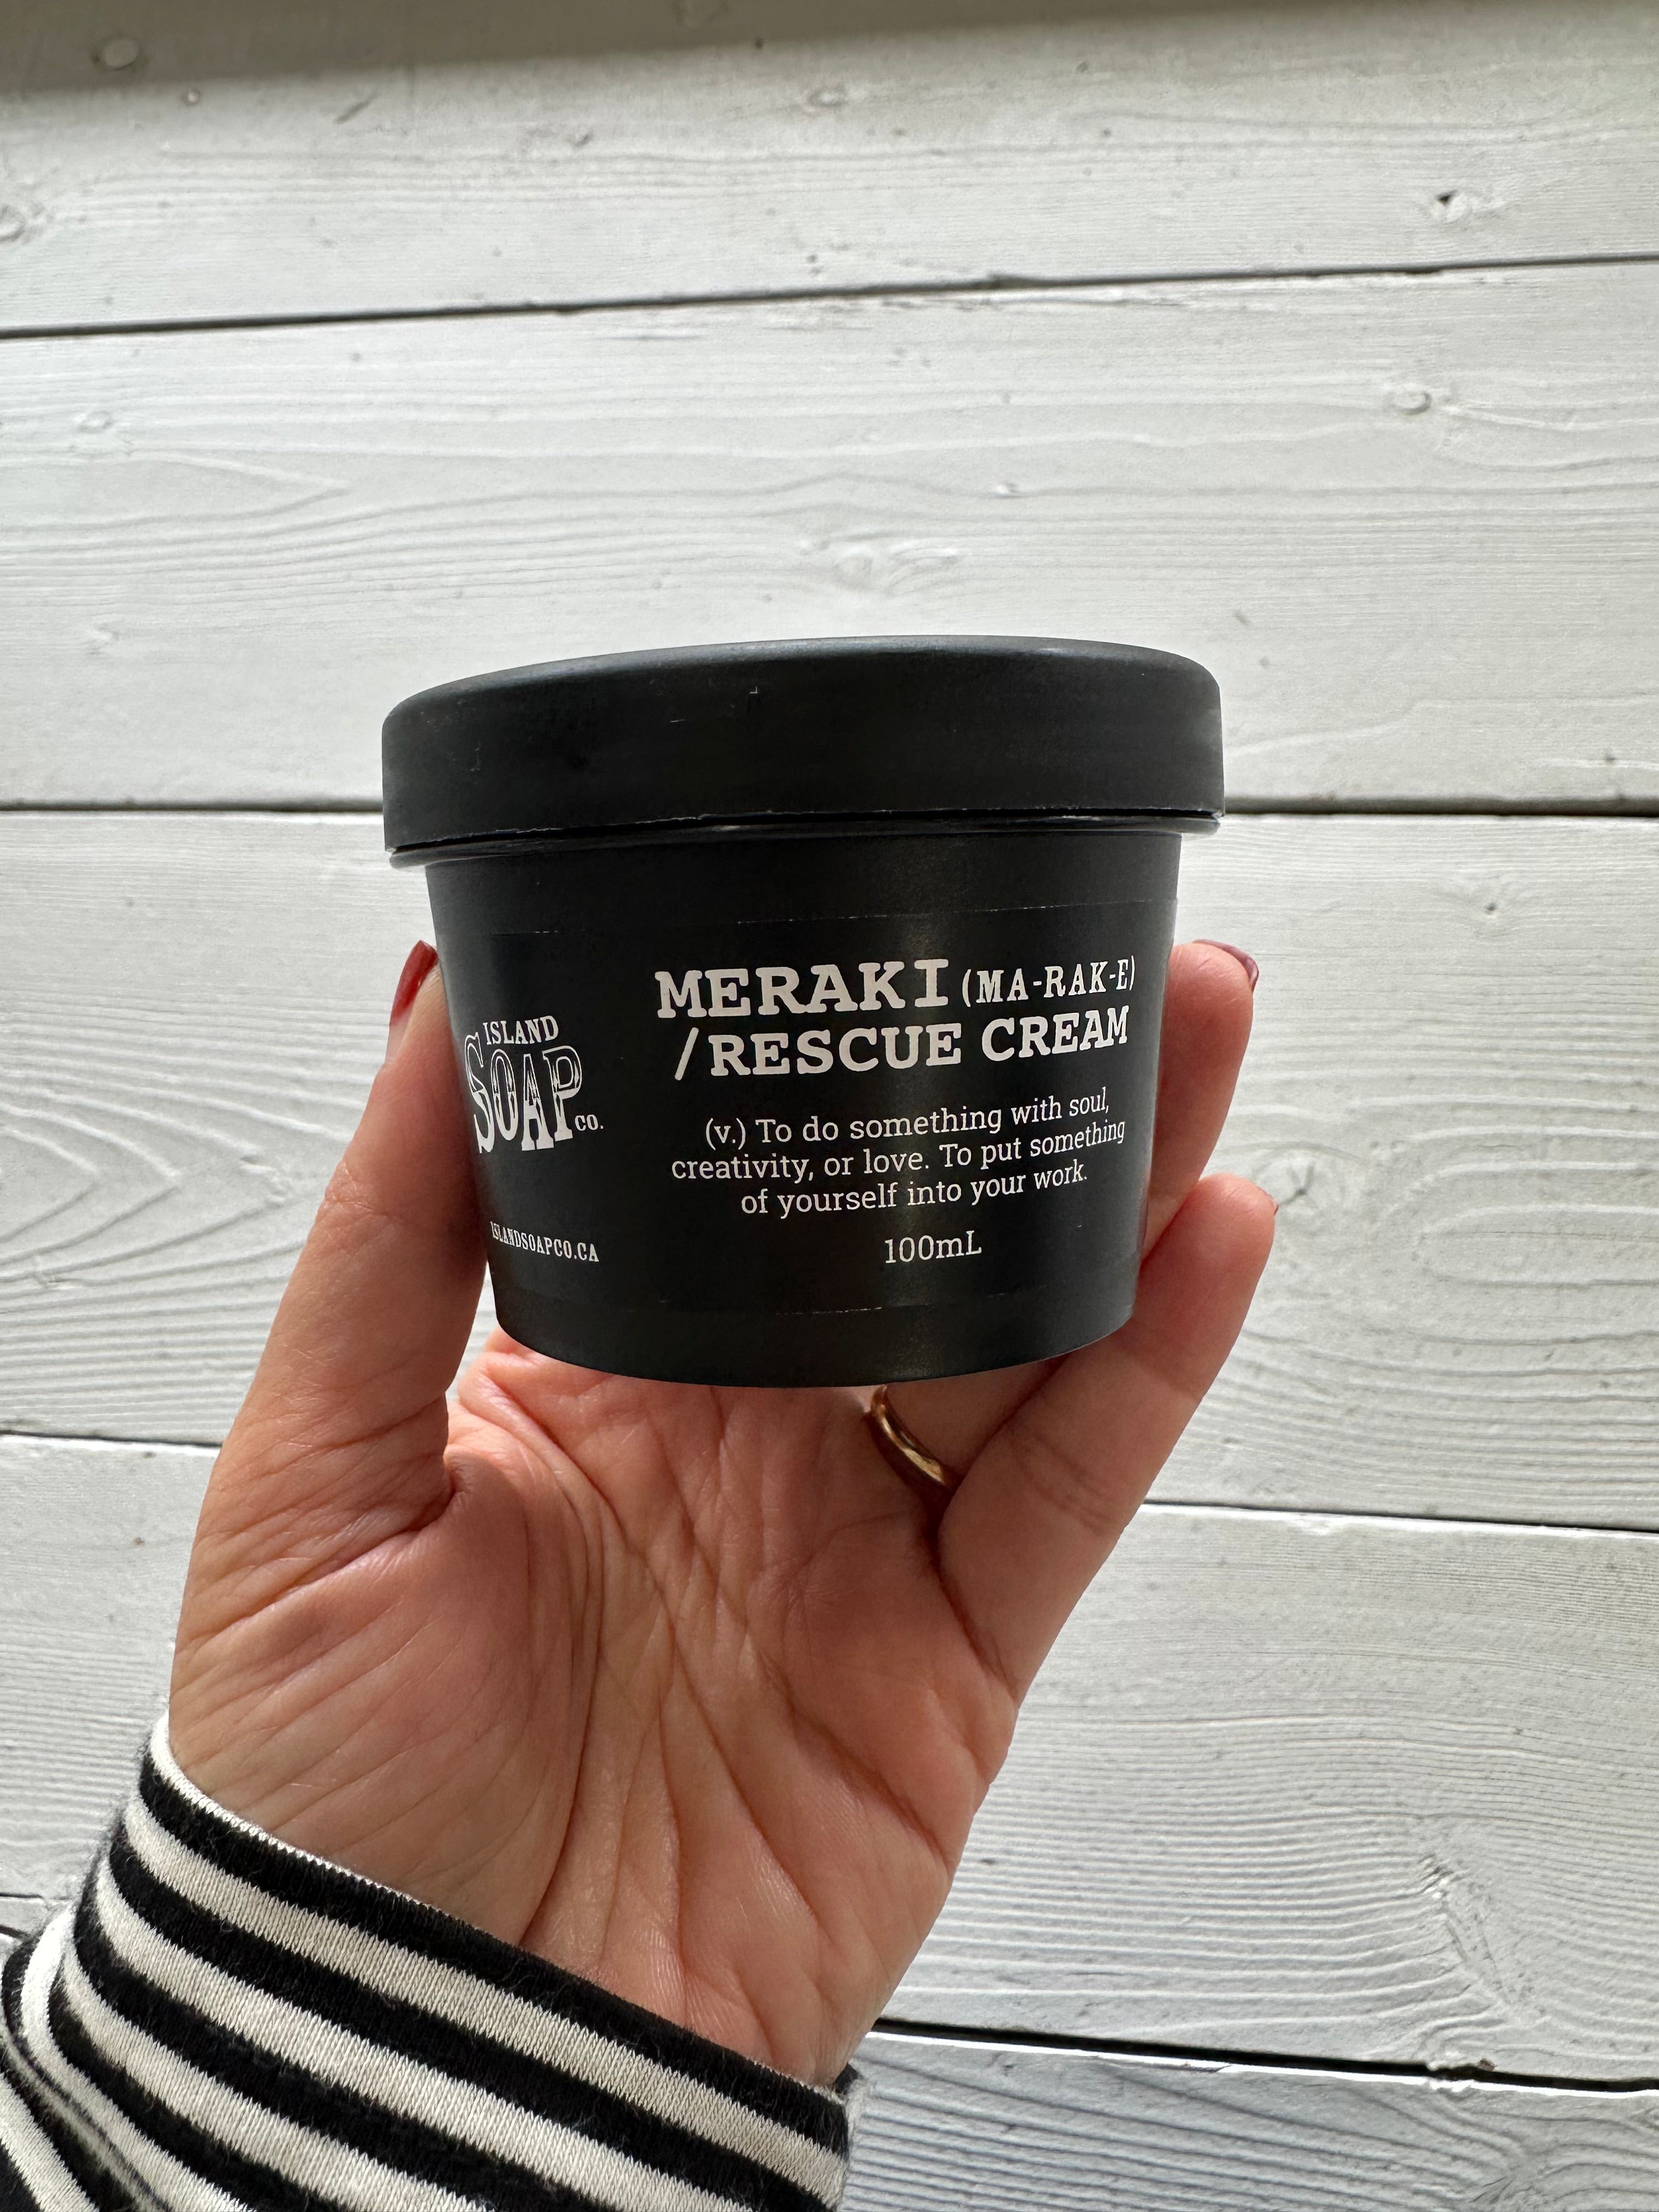 ISLAND
SOAP
CO.
ISLANDSOAPCO.CA
MERAKI (MA-RAK-E)
/RESCUE CREAM
(v.) To do something with soul,
creativity, or love. To put something
of yourself into your work.
100mL